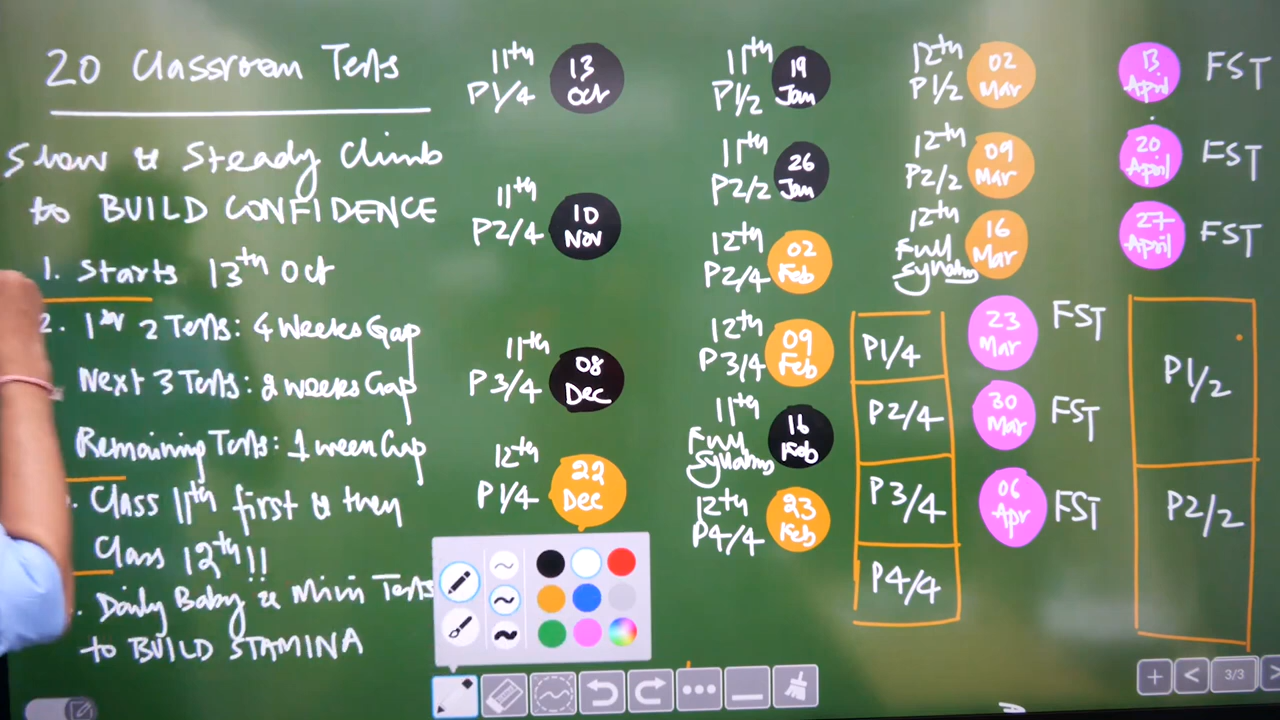 20 Classroom Tests
Slow & Steady Climb
to BUILD CONFIDENCE
1. Starts 13th Oct
2. 1st 2 Tests: 4 Weeks Gap
Next 3 Tests: 2 weeks Gap
Remaining Tests: 1 week Gap
. Class 11th first & then
Class 12th!!
. Daily Baby & Mini Tests
to BUILD STAMINA
11th
P1/4
13
Oct
11th
P2/4
10
Nov
11th
P3/4
08
Dec
12th
P1/4
22
Dec
11th
P1/2
19
Jan
11th
P2/2
26
Jan
12th
P2/4
02
Feb
12th
P3/4
09
Feb
11th
Full
Syllabus
16
Feb
12th
P4/4
23
Feb
P1/4
P2/4
P3/4
P4/4
12th
P1/2
02
Mar
12th
P2/2
09
Mar
12th
Full
Syllabus
16
Mar
23
Mar
FST
30
Mar
FST
06
Apr
FST
13
April
FST
20
April
FST
27
April
FST
P1/2
P2/2
3/3